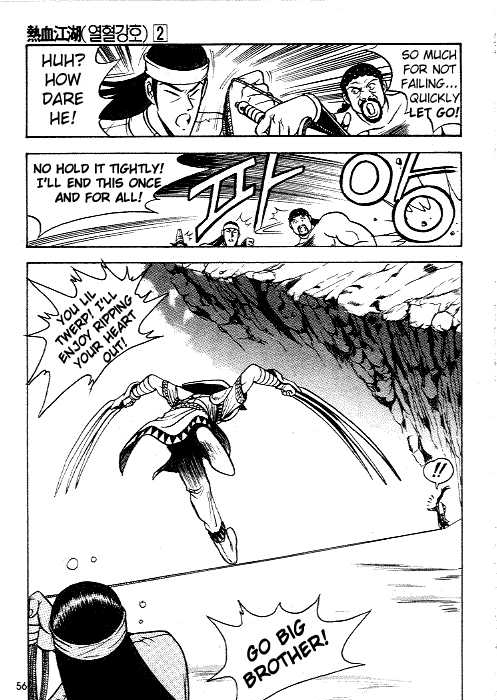 熱血江湖(열혈강호) 2
HUH?
HOW
DARE
HE!
SO MUCH
FOR NOT
FAILING...
QUICKLY
LET GO!
NO HOLD IT TIGHTLY!
I'LL END THIS ONCE
AND FOR ALL!
파앙
YOU LIL
TWERP! I'LL
ENJOY RIPPING
YOUR HEART
OUT!
!!
GO BIG
BROTHER!
56